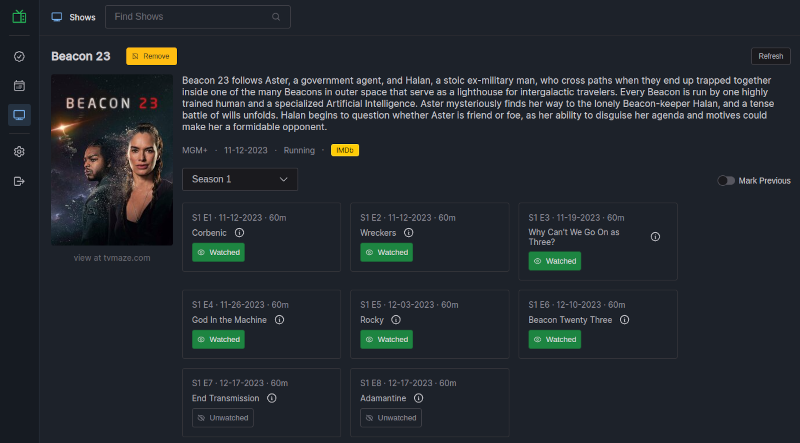 Shows
Find Shows
Beacon 23
Remove
Refresh
BEACON 23
Beacon 23 follows Aster, a government agent, and Halan, a stoic ex-military man, who cross paths when they end up trapped together
inside one of the many Beacons in outer space that serve as a lighthouse for intergalactic travelers. Every Beacon is run by one highly
trained human and a specialized Artificial Intelligence. Aster mysteriously finds her way to the lonely Beacon-keeper Halan, and a tense
battle of wills unfolds. Halan begins to question whether Aster is friend or foe, as her ability to disguise her agenda and motives could
make her a formidable opponent.
MGM+ · 11-12-2023 · Running · IMDb
Season 1
Mark Previous
view at tvmaze.com
S1 E1 · 11-12-2023 · 60m
Corbenic
Watched
S1 E2 · 11-12-2023 · 60m
Wreckers
Watched
S1 E3 · 11-19-2023 · 60m
Why Can't We Go On as
Three?
Watched
S1 E4 · 11-26-2023 · 60m
God In the Machine
Watched
S1 E5 · 12-03-2023 · 60m
Rocky
Watched
S1 E6 · 12-10-2023 · 60m
Beacon Twenty Three
Watched
S1 E7 · 12-17-2023 · 60m
End Transmission
Unwatched
S1 E8 · 12-17-2023 · 60m
Adamantine
Unwatched